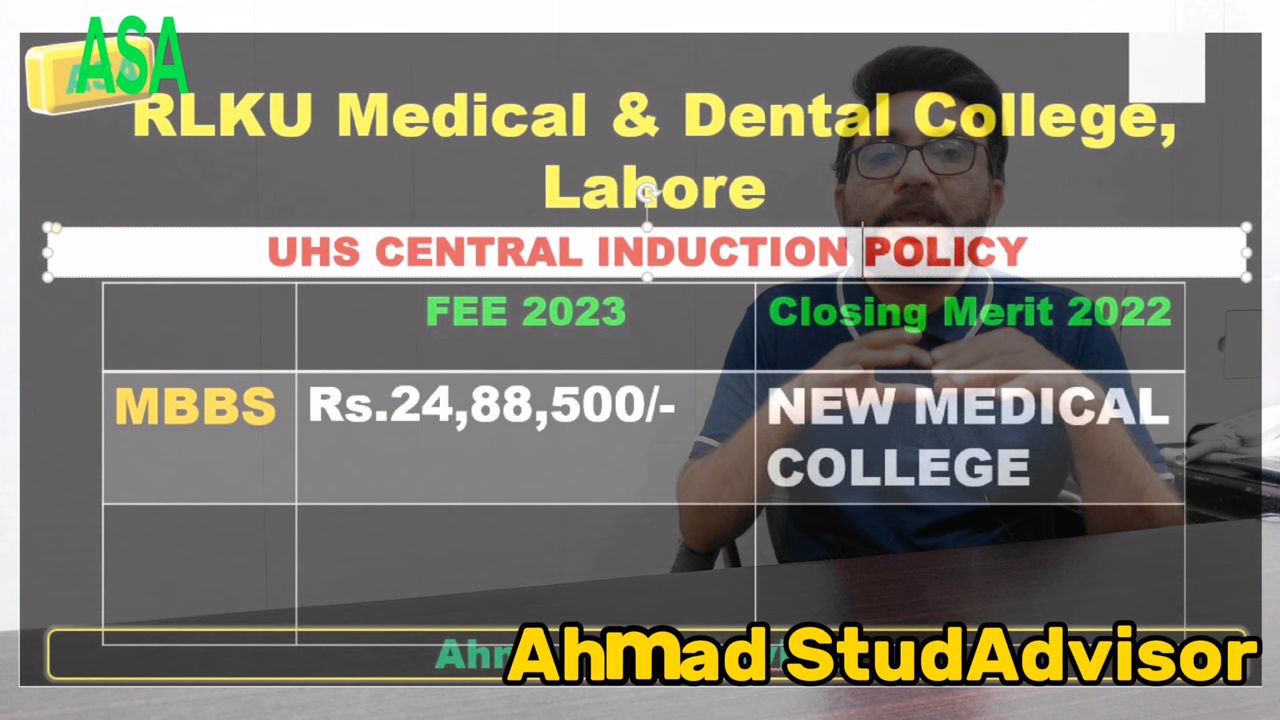 ASA
RLKU Medical & Dental College,
Lahore
UHS CENTRAL INDUCTION POLICY
FEE 2023
Closing Merit 2022
MBBS
Rs.24,88,500/-
NEW MEDICAL
COLLEGE
Ahmad StudAdvisor